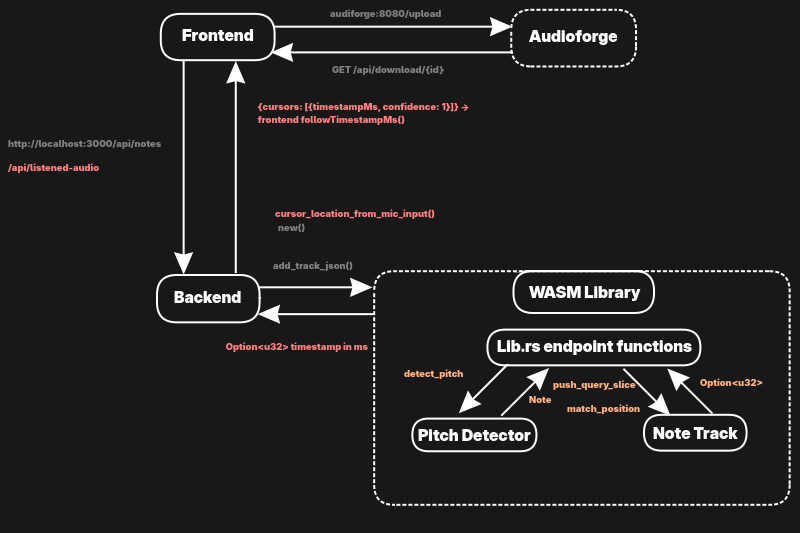 audiforge:8080/upload
Frontend
Audioforge
GET /api/download/{id}
{cursors: [{timestampMs, confidence: 1}]} →
frontend followTimestampMs()
http://localhost:3000/api/notes
/api/listened-audio
cursor_location_from_mic_input()
new()
add_track_json()
Backend
WASM Library
Option<u32> timestamp in ms
Lib.rs endpoint functions
detect_pitch
push_query_slice
Option<u32>
Note
match_position
Pitch Detector
Note Track